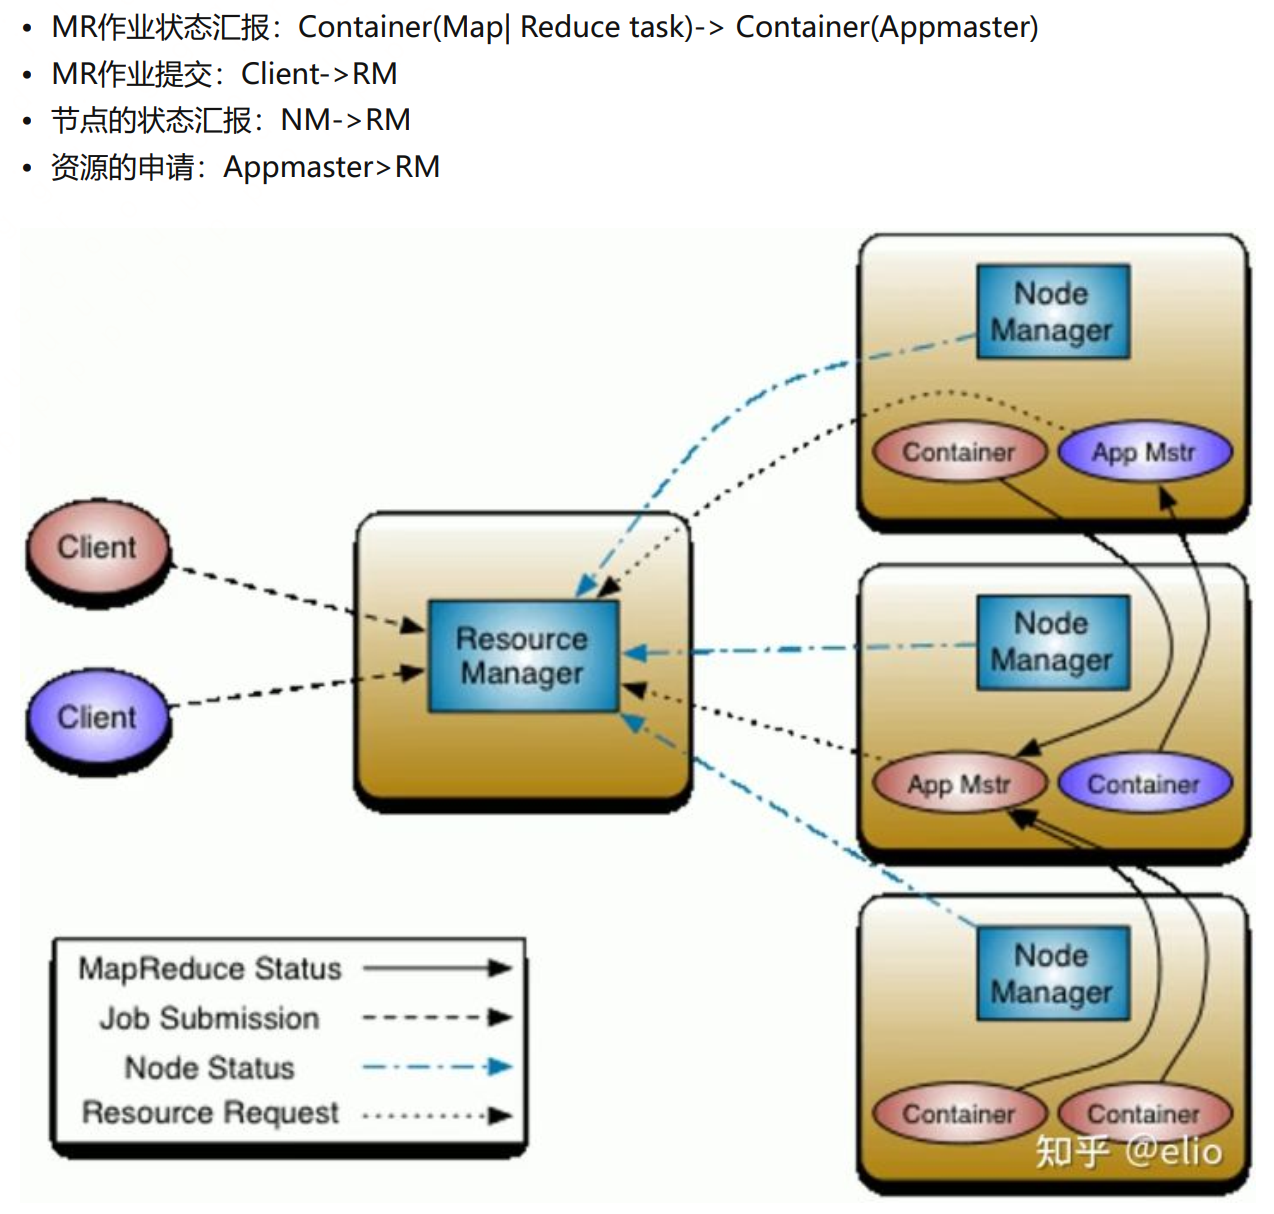 • MR作业状态汇报：Container(Map| Reduce task)-> Container(Appmaster)
• MR作业提交：Client->RM
• 节点的状态汇报：NM->RM
• 资源的申请：Appmaster>RM
Node
Manager
Container
App Mstr
Client
Client
Resource
Manager
Node
Manager
App Mstr
Container
Node
Manager
Container
Container
MapReduce Status
Job Submission
Node Status
Resource Request
知乎 @elio